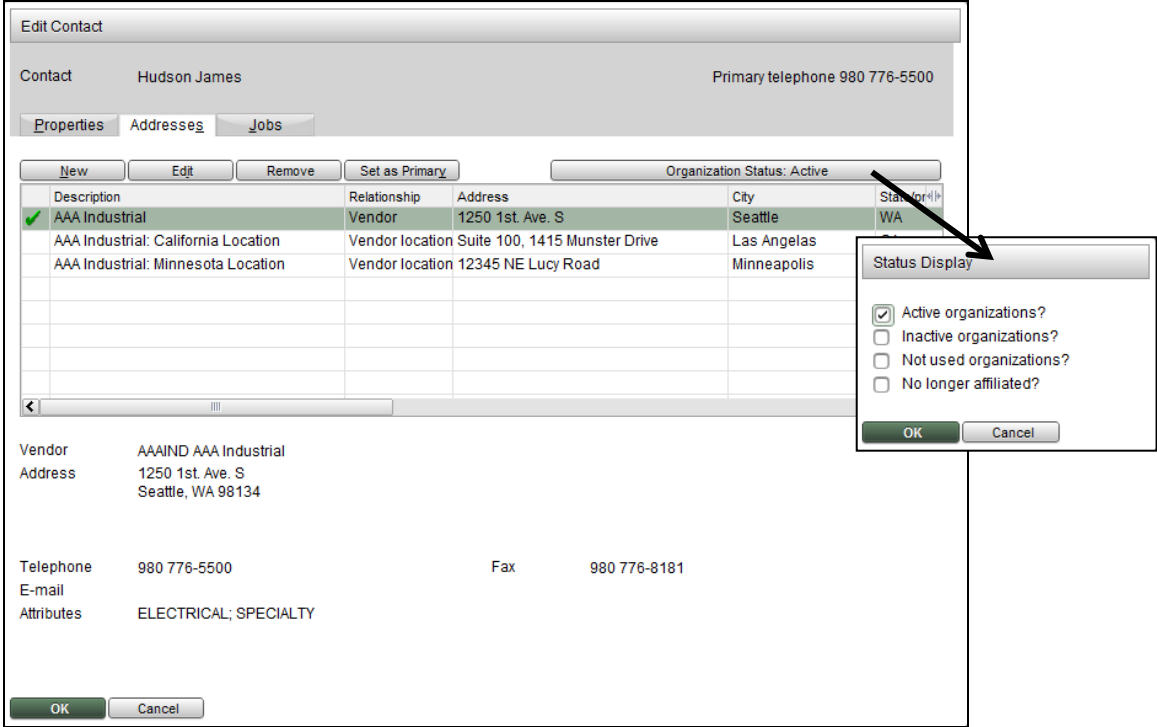 Edit Contact
Contact Hudson James Primary telephone 980 776-5500
Properties Addresses Jobs
New Edit Remove Set as Primary Organization Status: Active
Description Relationship Address City State/pr
AAA Industrial Vendor 1250 1st. Ave. S Seattle WA
AAA Industrial: California Location Vendor location Suite 100, 1415 Munster Drive Las Angelas
AAA Industrial: Minnesota Location Vendor location 12345 NE Lucy Road Minneapolis
Status Display
Active organizations?
Inactive organizations?
Not used organizations?
No longer affiliated?
OK Cancel
Vendor AAAIND AAA Industrial
Address 1250 1st. Ave. S
Seattle, WA 98134
Telephone 980 776-5500 Fax 980 776-8181
E-mail
Attributes ELECTRICAL; SPECIALTY
OK Cancel